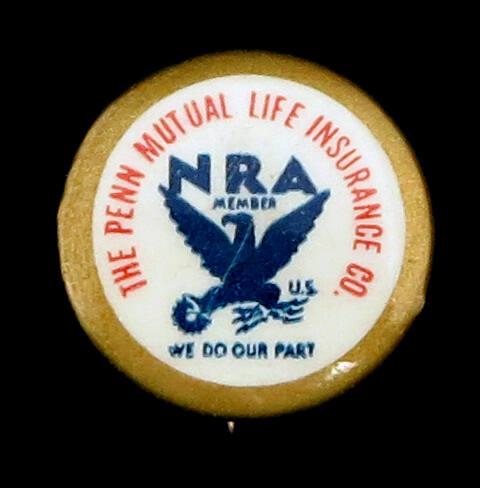 THE PENN MUTUAL LIFE INSURANCE CO.
NRA
MEMBER
U.S.
WE DO OUR PART